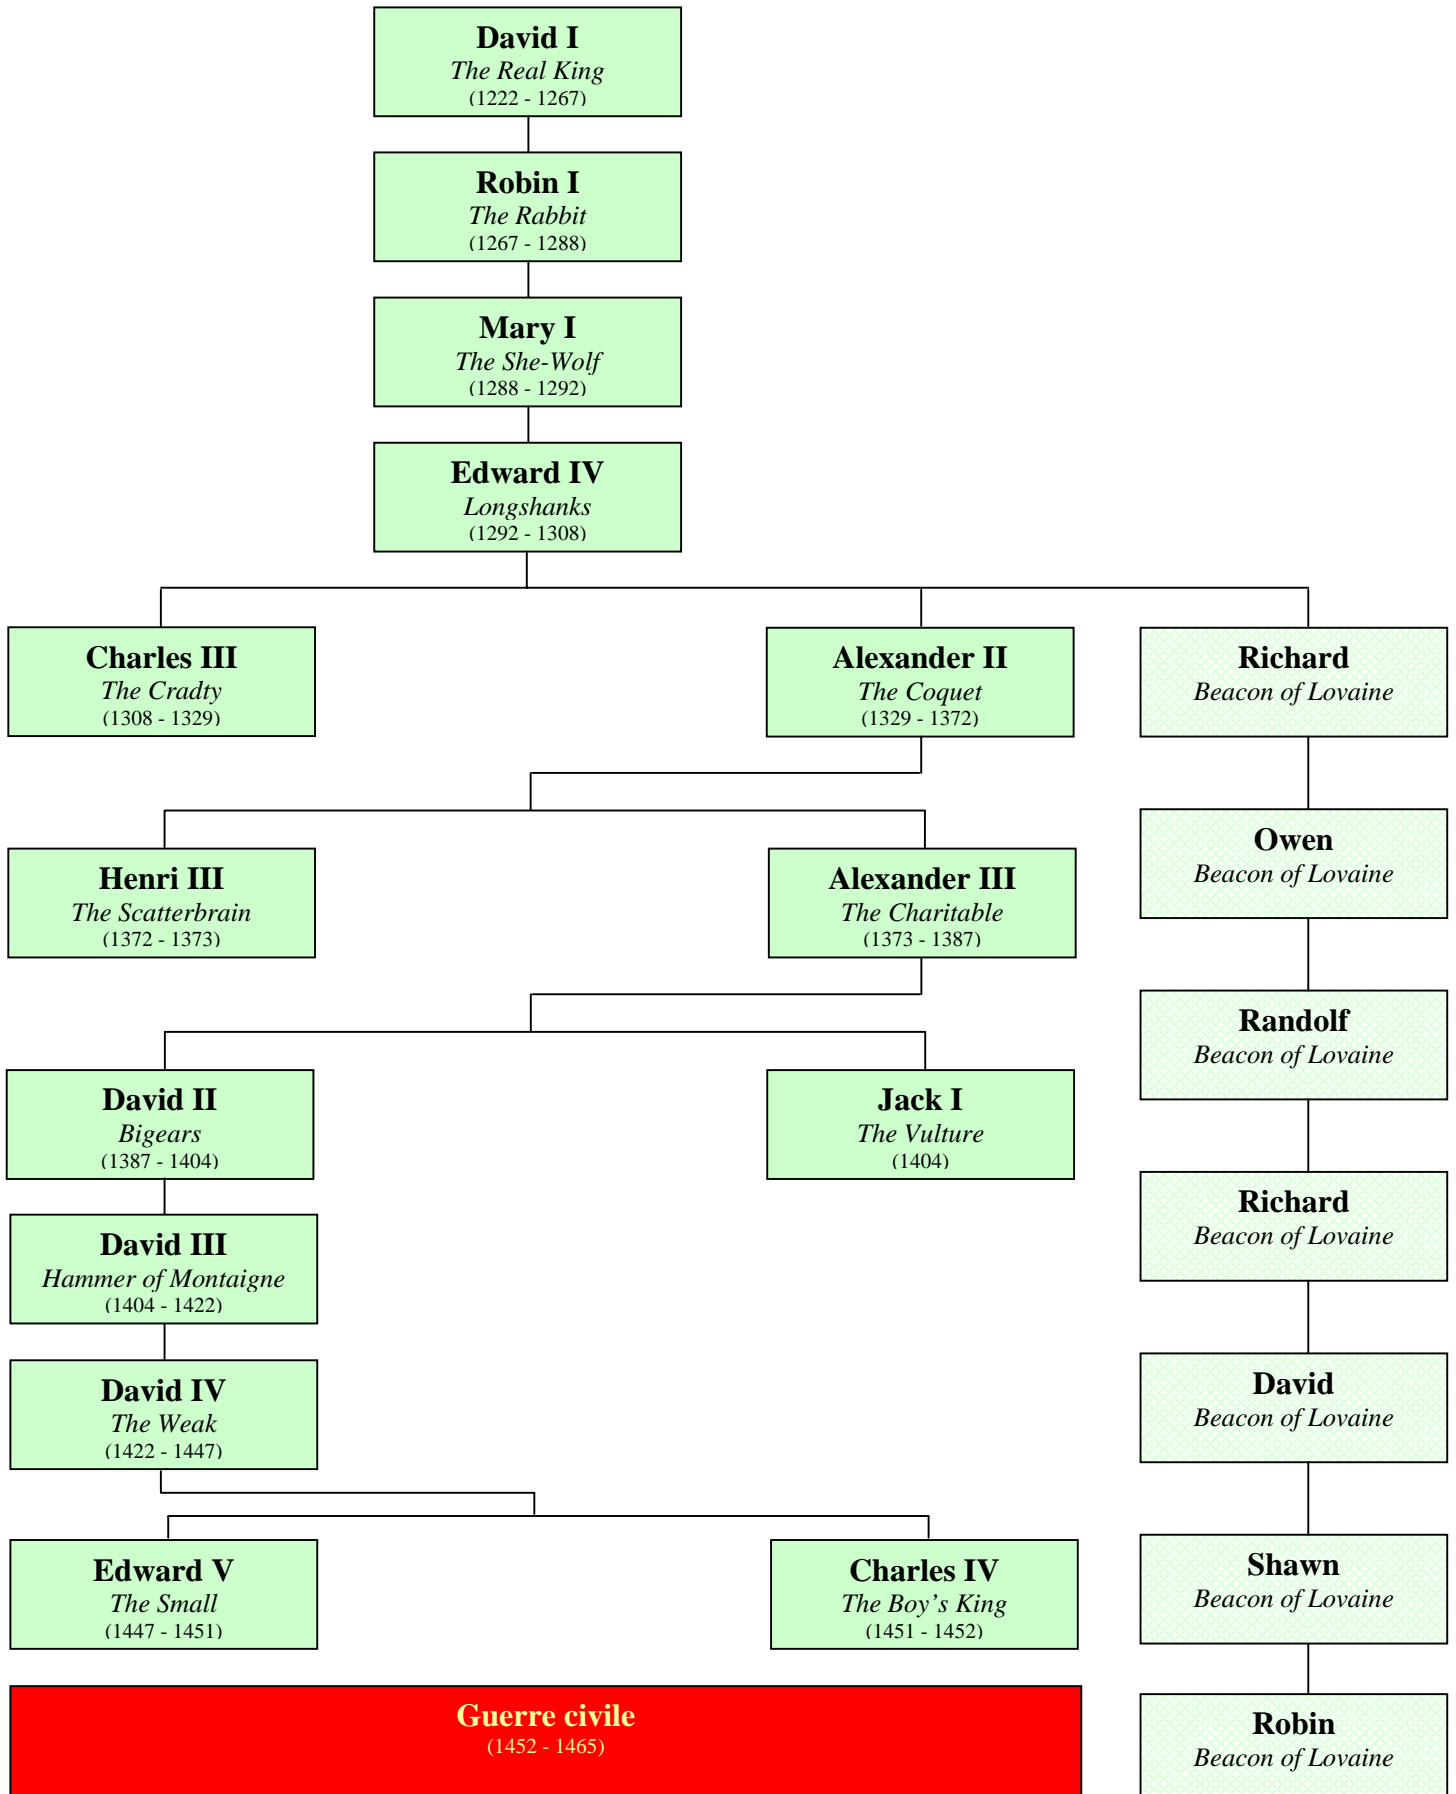 David I
The Real King
(1222 - 1267)
Robin I
The Rabbit
(1267 - 1288)
Mary I
The She-Wolf
(1288 - 1292)
Edward IV
Longshanks
(1292 - 1308)
Charles III
The Cradty
(1308 - 1329)
Alexander II
The Coquet
(1329 - 1372)
Richard
Beacon of Lovaine
Owen
Beacon of Lovaine
Henri III
The Scatterbrain
(1372 - 1373)
Alexander III
The Charitable
(1373 - 1387)
Randolf
Beacon of Lovaine
David II
Bigears
(1387 - 1404)
Jack I
The Vulture
(1404)
Richard
Beacon of Lovaine
David III
Hammer of Montaigne
(1404 - 1422)
David IV
The Weak
(1422 - 1447)
David
Beacon of Lovaine
Edward V
The Small
(1447 - 1451)
Charles IV
The Boy’s King
(1451 - 1452)
Shawn
Beacon of Lovaine
Guerre civile
(1452 - 1465)
Robin
Beacon of Lovaine